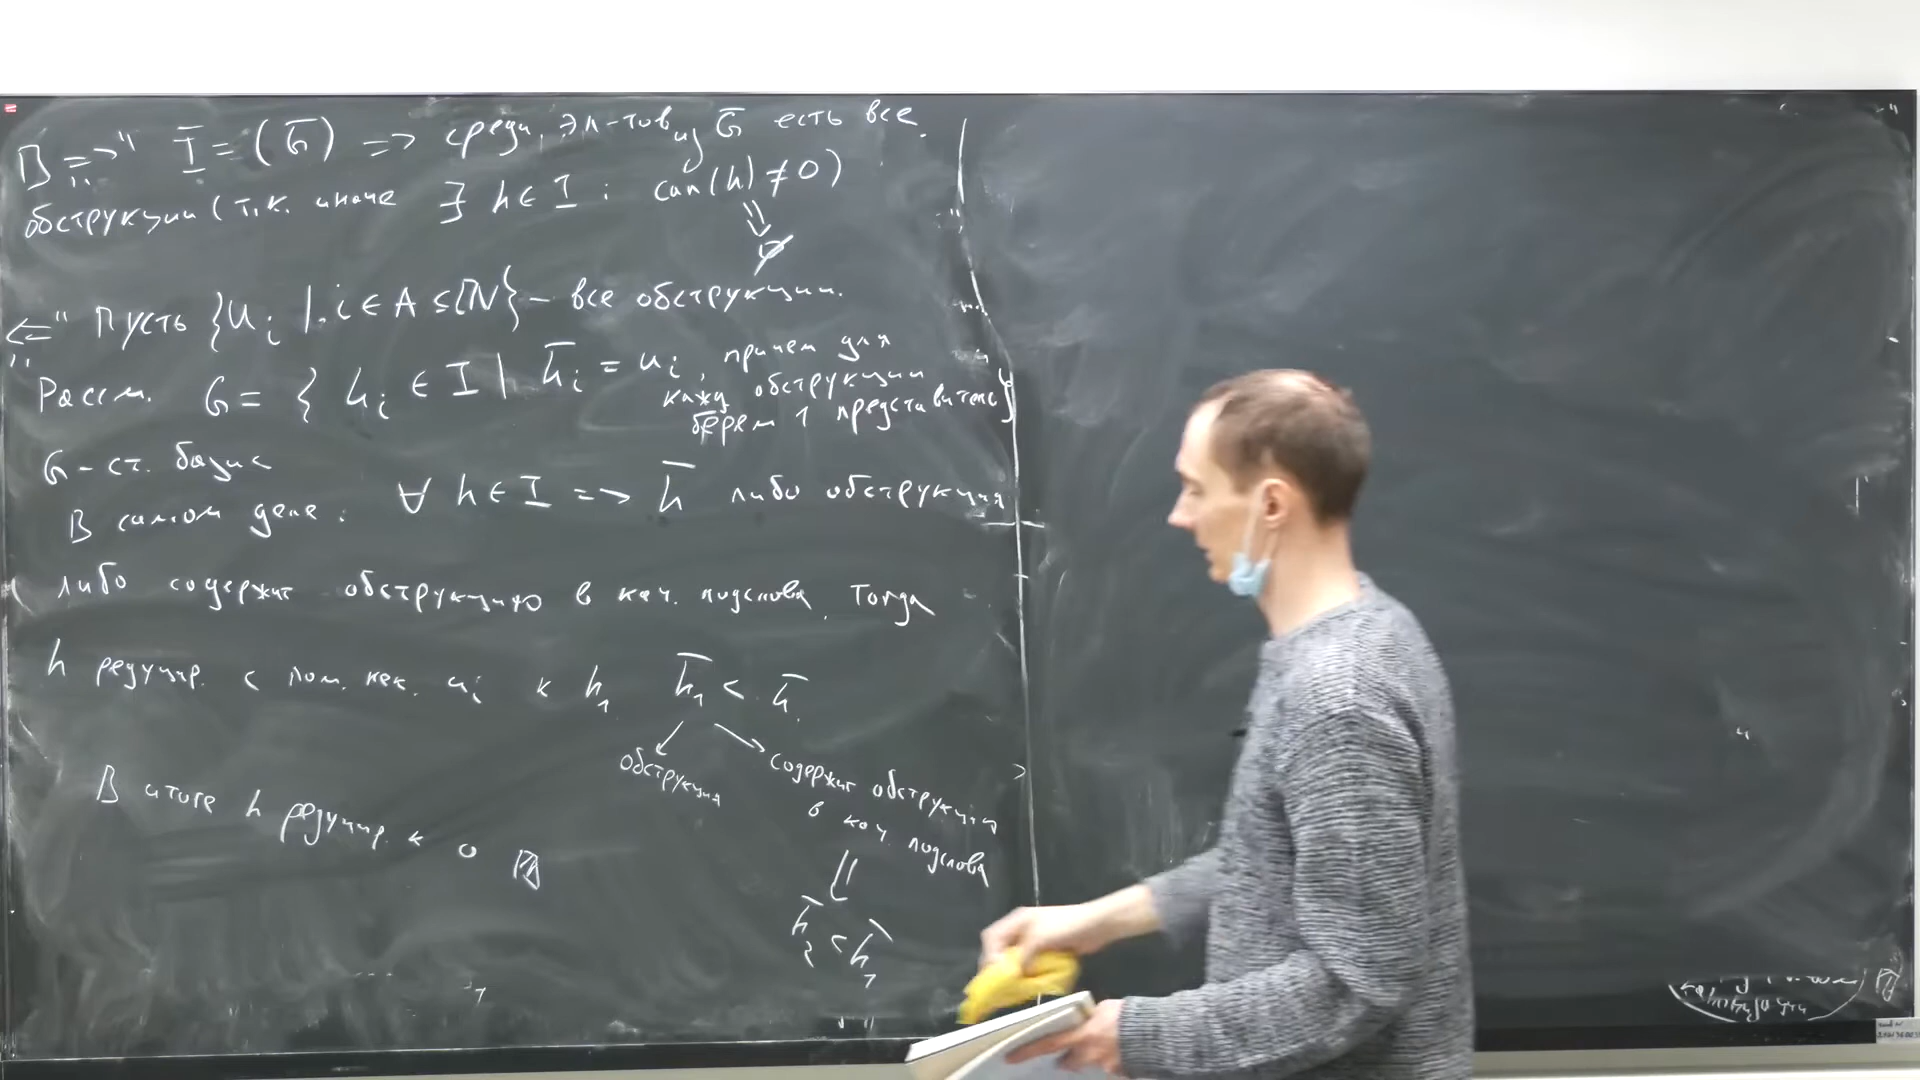 "=>" I = (G) => среди эл-тов из G есть все
обструкции (т.к. иначе ∃ h ∈ I : can(h) ≠ 0)
⇓
"<=" Пусть {u_i | i ∈ A ⊆ ℕ} – все обструкции.
Рассм. G = { h_i ∈ I | h̄_i = u_i, причем для
кажд обструкции
берем 1 представитель}
G – ст. базис
В самом деле: ∀ h ∈ I => h̄ либо обструкция
либо содержит обструкцию в кач. подслова. Тогда
h редуцир. с пом. нек. u_i к h_1 h̄_1 < h̄.
обструкция
содержит обструкцию
в кач. подслова
В итоге h редуцир. к 0
⇓
h̄_2 < h̄_1